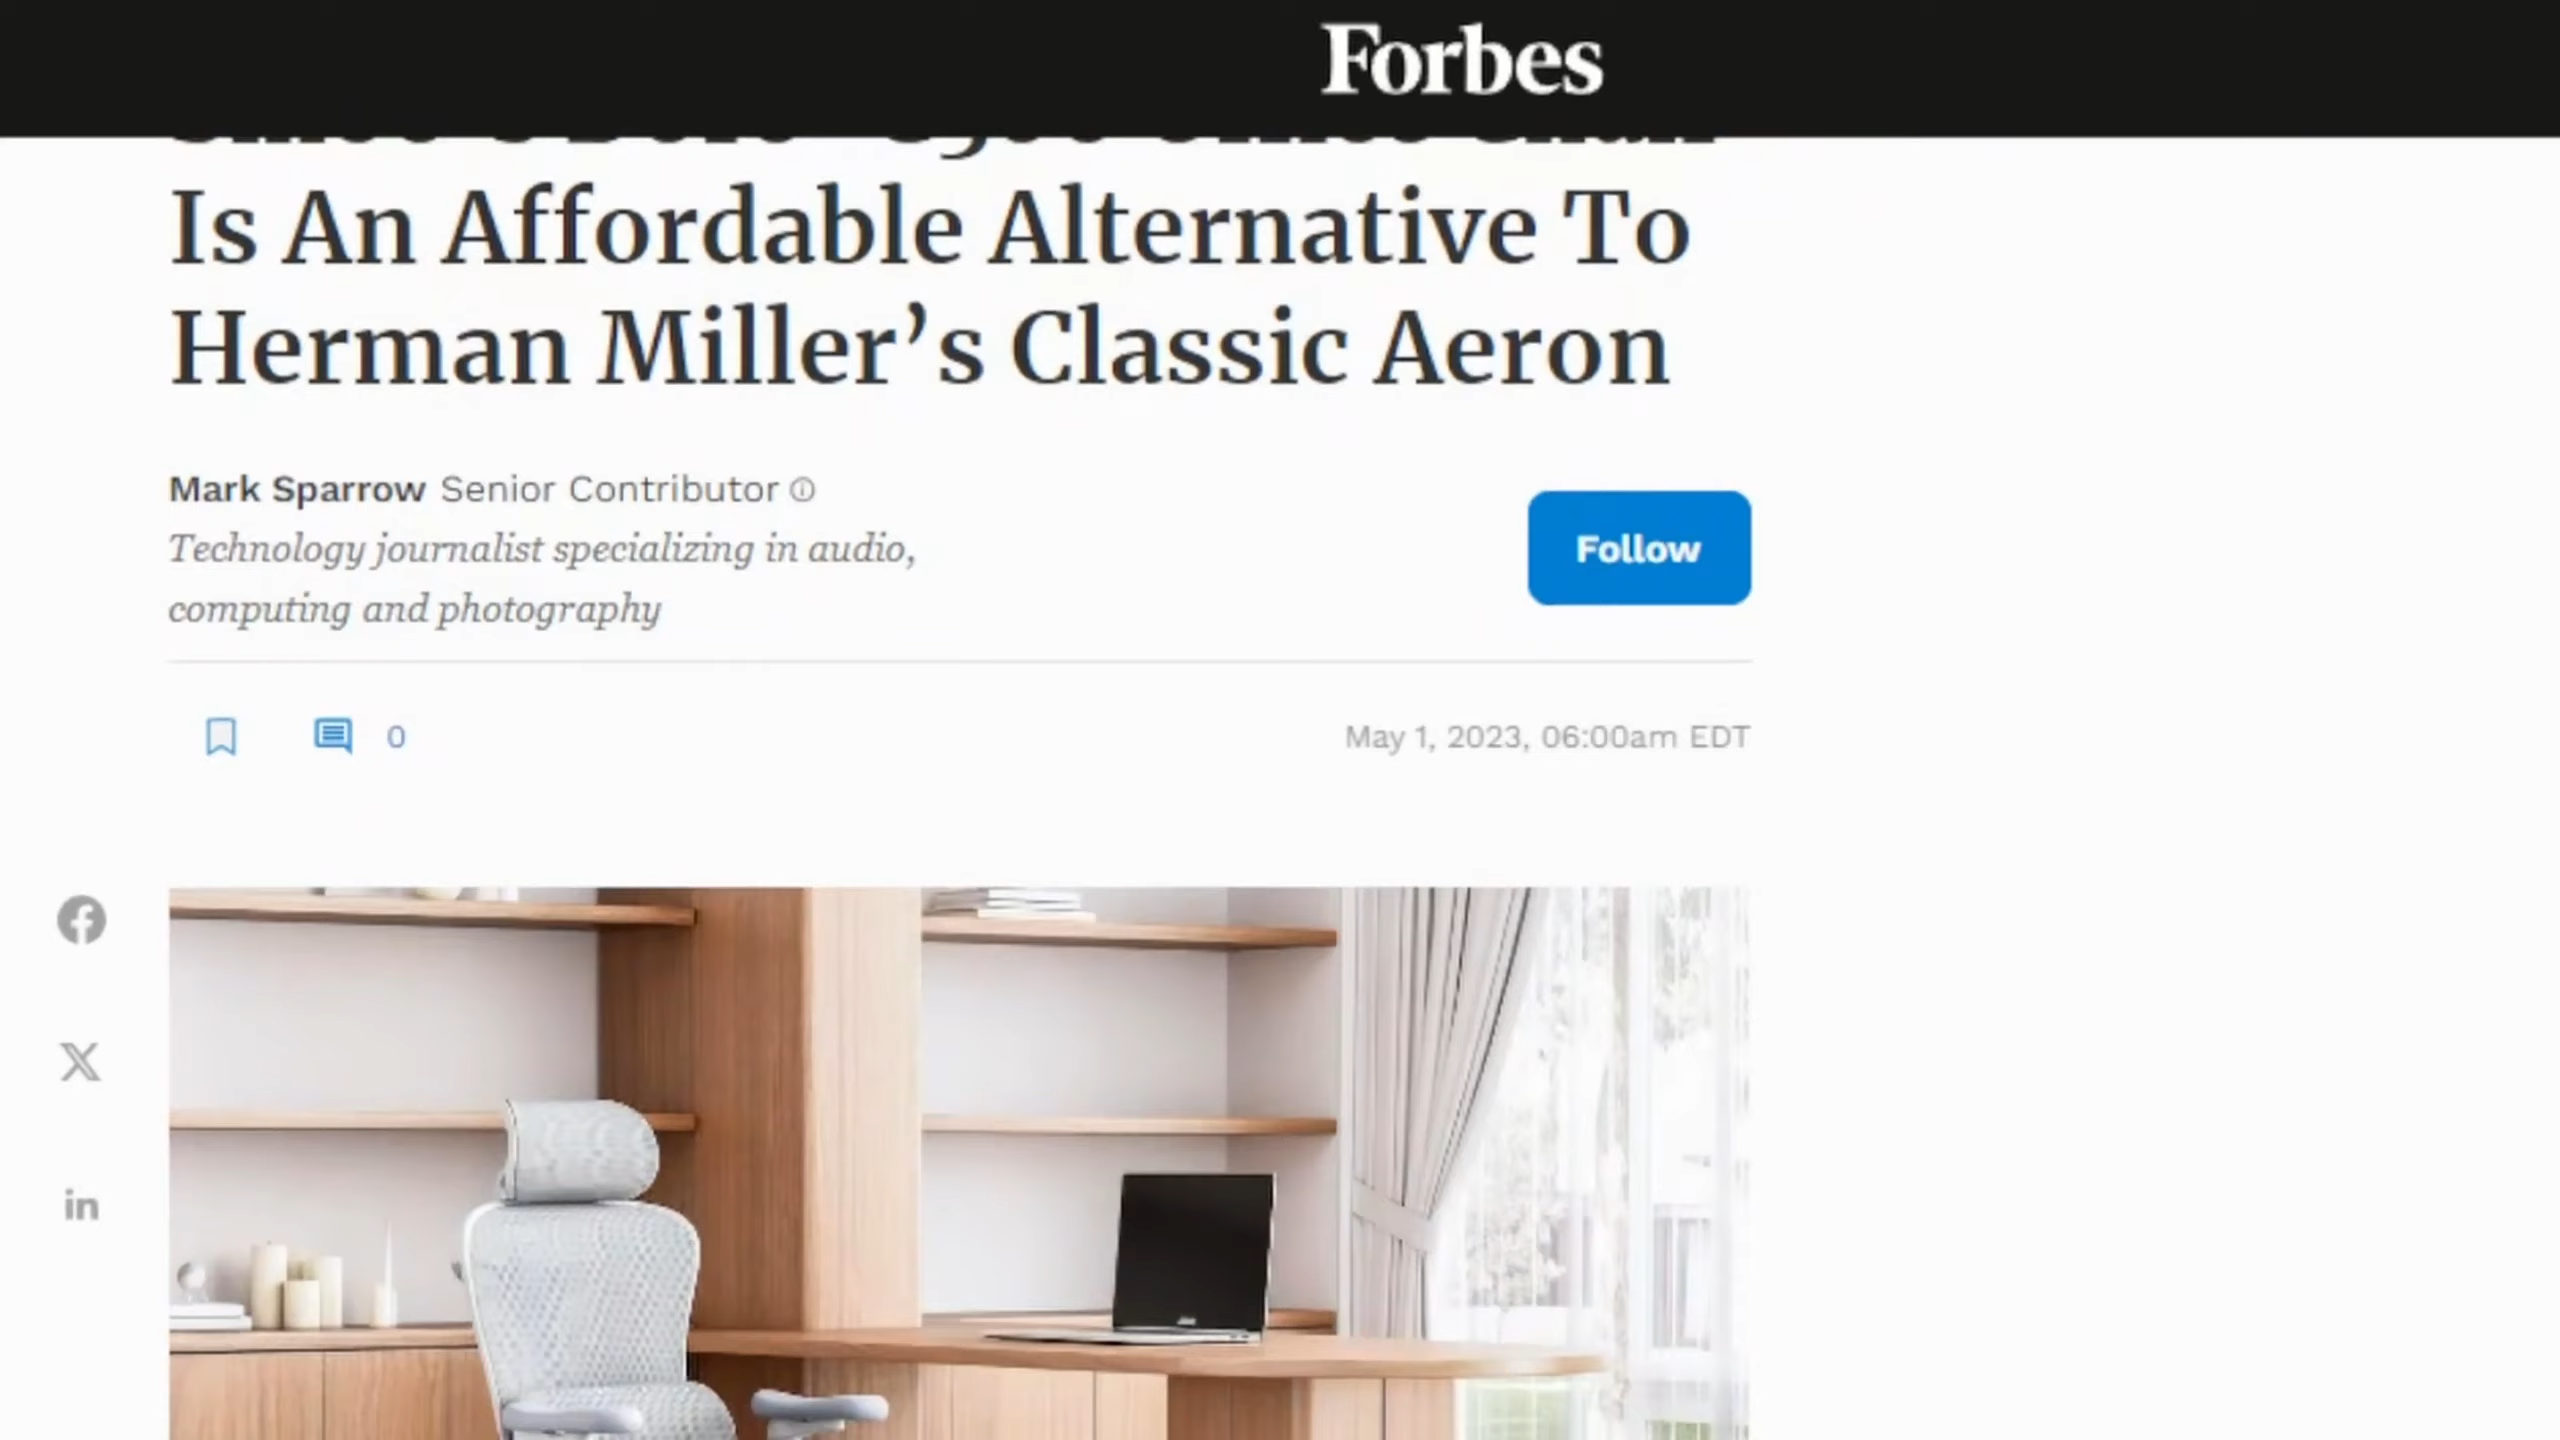 Forbes
Is An Affordable Alternative To
Herman Miller’s Classic Aeron
Mark Sparrow Senior Contributor
Technology journalist specializing in audio,
computing and photography
Follow
0
May 1, 2023, 06:00am EDT